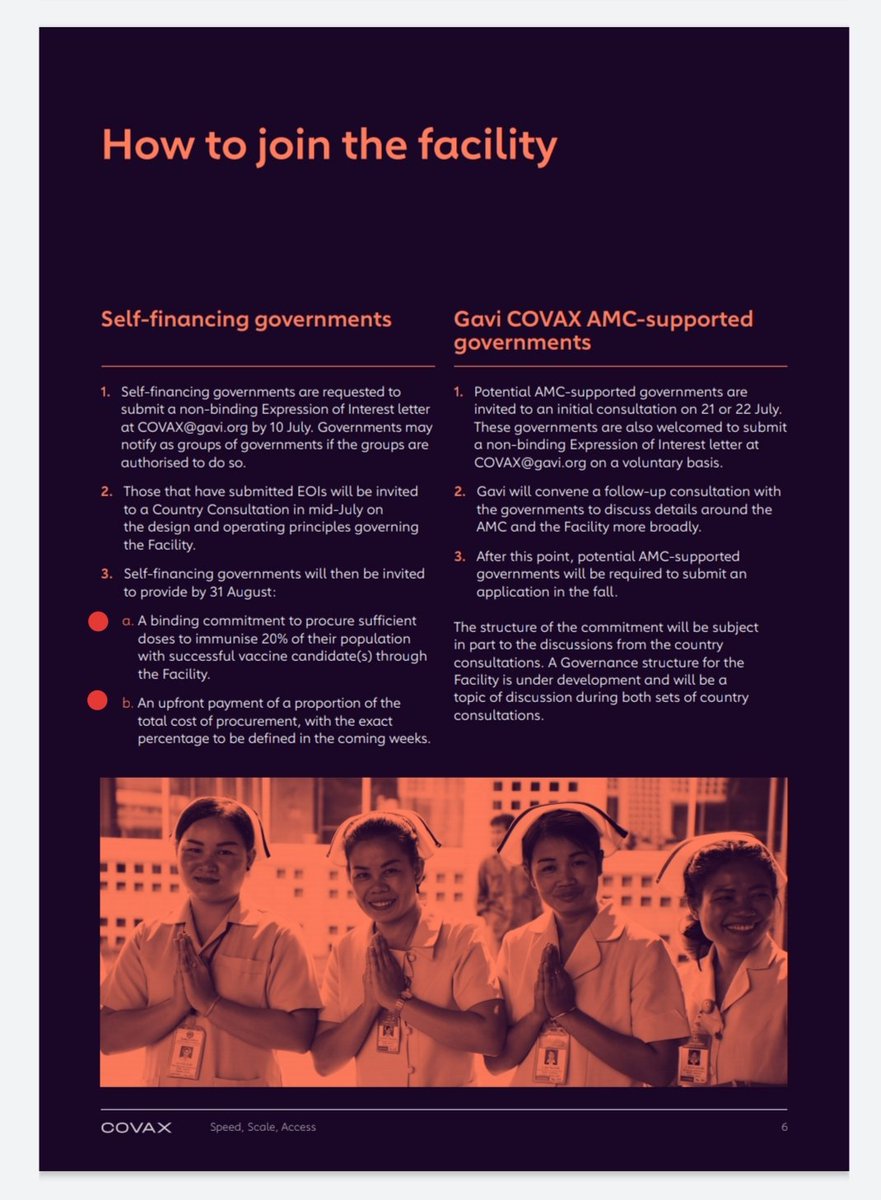 How to join the facility
Self-financing governments
1. Self-financing governments are requested to
submit a non-binding Expression of Interest letter
at COVAX@gavi.org by 10 July. Governments may
notify as groups of governments if the groups are
authorised to do so.
2. Those that have submitted EOIs will be invited
to a Country Consultation in mid-July on
the design and operating principles governing
the Facility.
3. Self-financing governments will then be invited
to provide by 31 August:
a. A binding commitment to procure sufficient
doses to immunise 20% of their population
with successful vaccine candidate(s) through
the Facility.
b. An upfront payment of a proportion of the
total cost of procurement, with the exact
percentage to be defined in the coming weeks.
Gavi COVAX AMC-supported
governments
1. Potential AMC-supported governments are
invited to an initial consultation on 21 or 22 July.
These governments are also welcomed to submit
a non-binding Expression of Interest letter at
COVAX@gavi.org on a voluntary basis.
2. Gavi will convene a follow-up consultation with
the governments to discuss details around the
AMC and the Facility more broadly.
3. After this point, potential AMC-supported
governments will be required to submit an
application in the fall.
The structure of the commitment will be subject
in part to the discussions from the country
consultations. A Governance structure for the
Facility is under development and will be a
topic of discussion during both sets of country
consultations.
COVAX Speed, Scale, Access 6